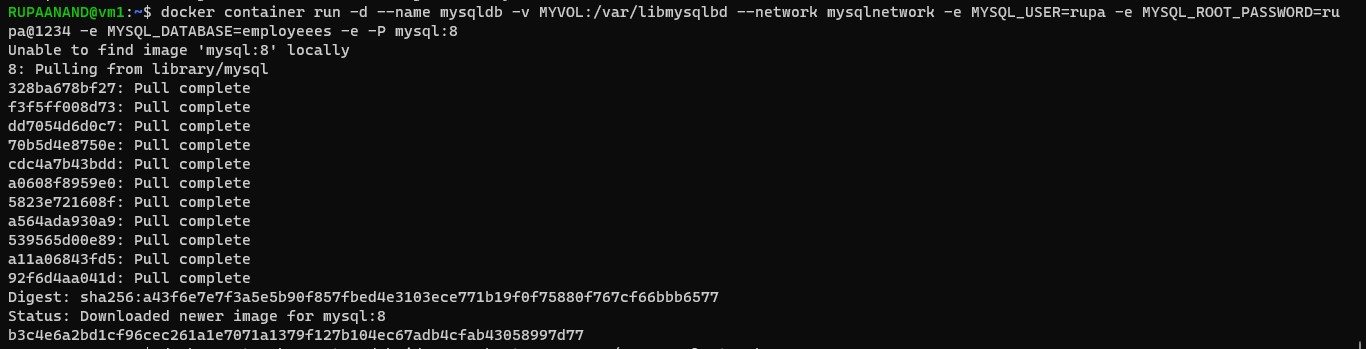 RUPAANAND@vm1:~$ docker container run -d --name mysqldb -v MYVOL:/var/libmysqlbd --network mysqlnetwork -e MYSQL_USER=rupa -e MYSQL_ROOT_PASSWORD=ru
pa@1234 -e MYSQL_DATABASE=employeees -e -P mysql:8
Unable to find image 'mysql:8' locally
8: Pulling from library/mysql
328ba678bf27: Pull complete
f3f5ff008d73: Pull complete
dd7054d6d0c7: Pull complete
70b5d4e8750e: Pull complete
cdc4a7b43bdd: Pull complete
a0608f8959e0: Pull complete
5823e721608f: Pull complete
a564ada930a9: Pull complete
539565d00e89: Pull complete
a11a06843fd5: Pull complete
92f6d4aa041d: Pull complete
Digest: sha256:a43f6e7e7f3a5e5b90f857fbed4e3103ece771b19f0f75880f767cf66bbb6577
Status: Downloaded newer image for mysql:8
b3c4e6a2bd1cf96cec261a1e7071a1379f127b104ec67adb4cfab43058997d77